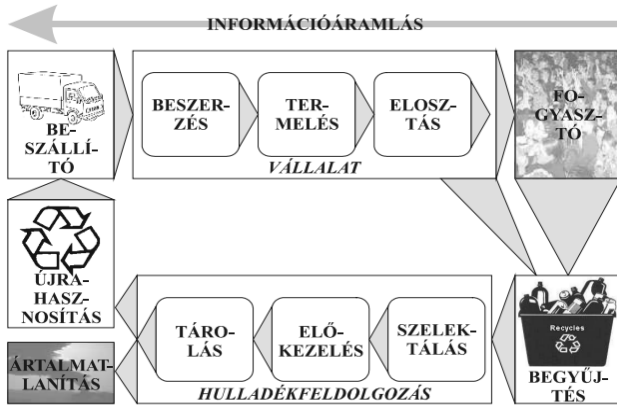 INFORMÁCIÓÁRAMLÁS
BE-
SZÁLLÍ-
TÓ
BESZER-
ZÉS
TER-
MELÉS
ELOSZ-
TÁS
VÁLLALAT
FO-
GYASZ-
TÓ
ÚJRA-
HASZ-
NOSÍTÁS
ÁRTALMAT-
LANÍTÁS
TÁRO-
LÁS
ELŐ-
KEZELÉS
SZELEK-
TÁLÁS
HULLADÉKFELDOLGOZÁS
Recycles
BEGYŰJ-
TÉS